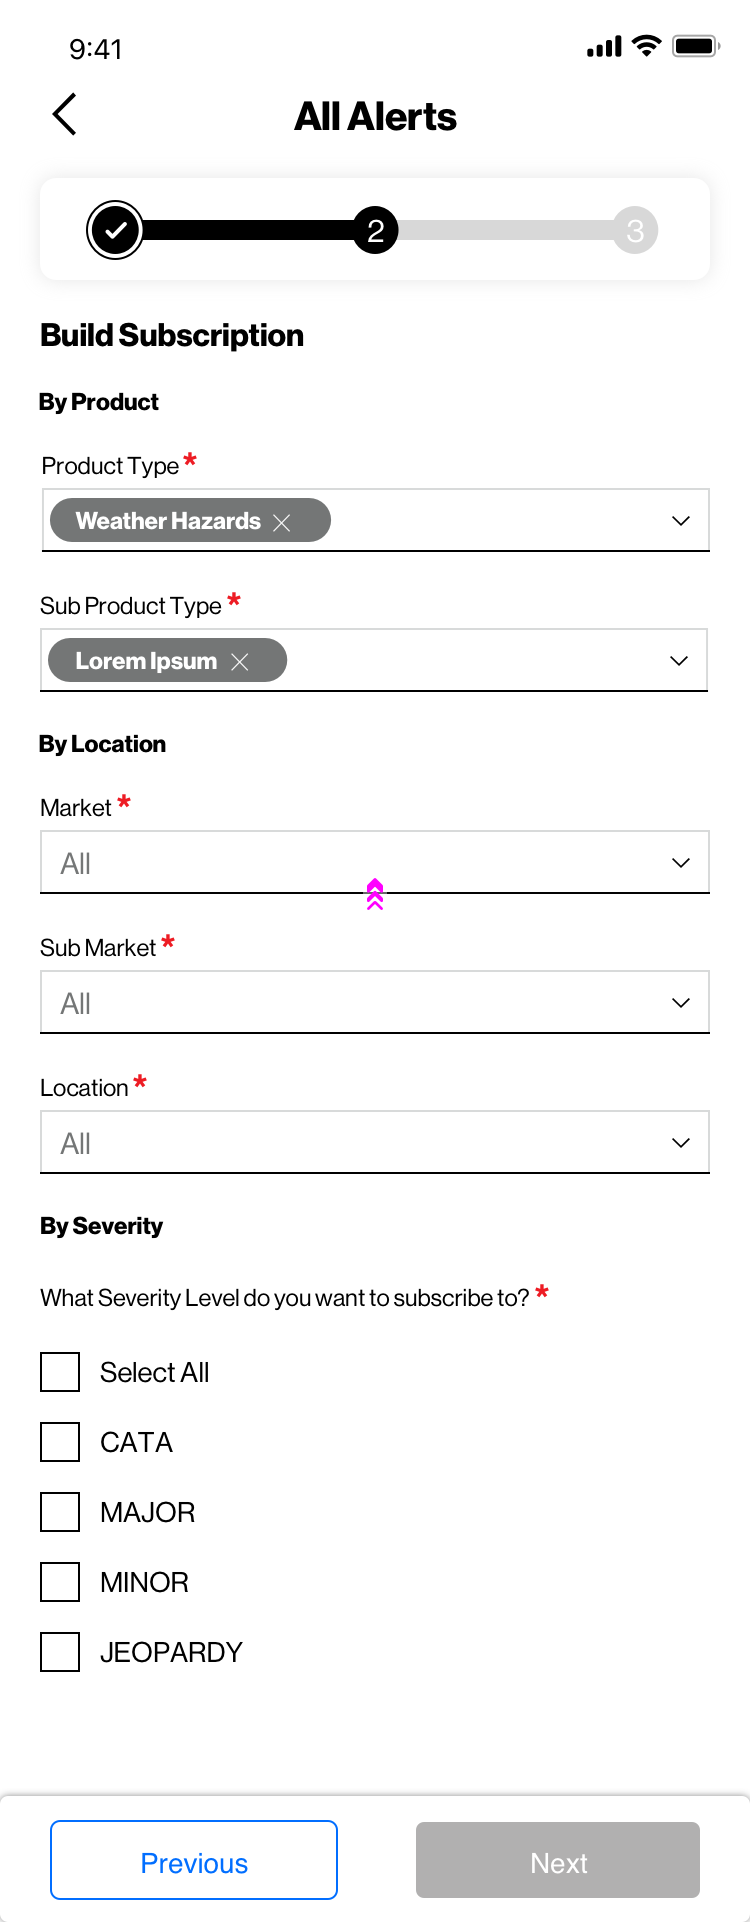 9:41
All Alerts
2
3
Build Subscription
By Product
Product Type *
Weather Hazards
Sub Product Type *
Lorem Ipsum
By Location
Market *
All
Sub Market *
All
Location *
All
By Severity
What Severity Level do you want to subscribe to? *
Select All
CATA
MAJOR
MINOR
JEOPARDY
Previous
Next